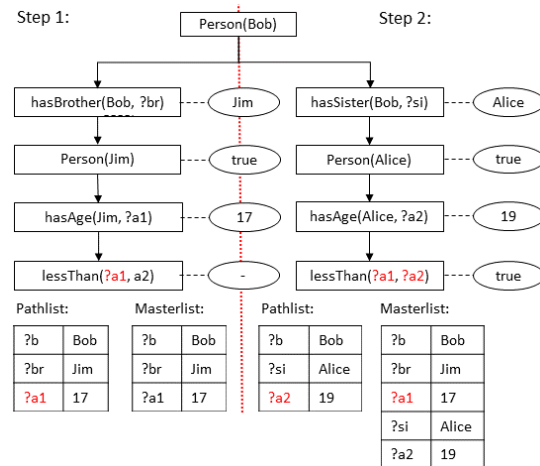 Step 1:
Person(Bob)
Step 2:
hasBrother(Bob, ?br)
Jim
hasSister(Bob, ?si)
Alice
Person(Jim)
true
Person(Alice)
true
hasAge(Jim, ?a1)
17
hasAge(Alice, ?a2)
19
lessThan(?a1, a2)
-
lessThan(?a1, ?a2)
true
Pathlist:
?b Bob
?br Jim
?a1 17
Masterlist:
?b Bob
?br Jim
?a1 17
Pathlist:
?b Bob
?si Alice
?a2 19
Masterlist:
?b Bob
?br Jim
?a1 17
?si Alice
?a2 19